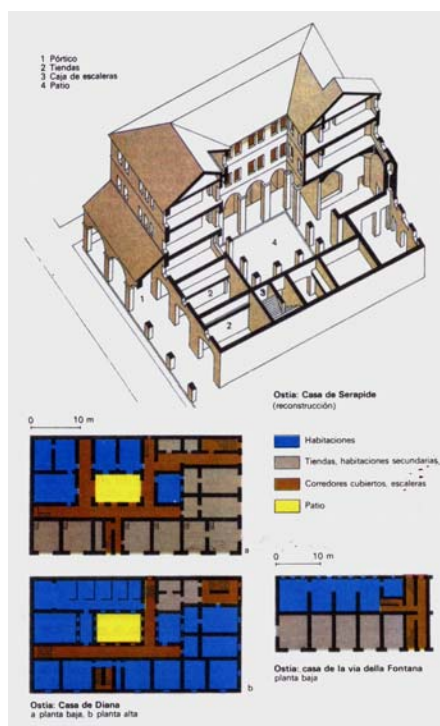 1 Pórtico
2 Tiendas
3 Caja de escaleras
4 Patio
4
1
2
3
2
Ostia: Casa de Serapide
(reconstrucción)
0 10 m
Habitaciones
Tiendas, habitaciones secundarias,
Corredores cubiertos, escaleras
Patio
a
0 10 m
b
Ostia: casa de la via della Fontana
planta baja
Ostia: Casa de Diana
a planta baja, b planta alta